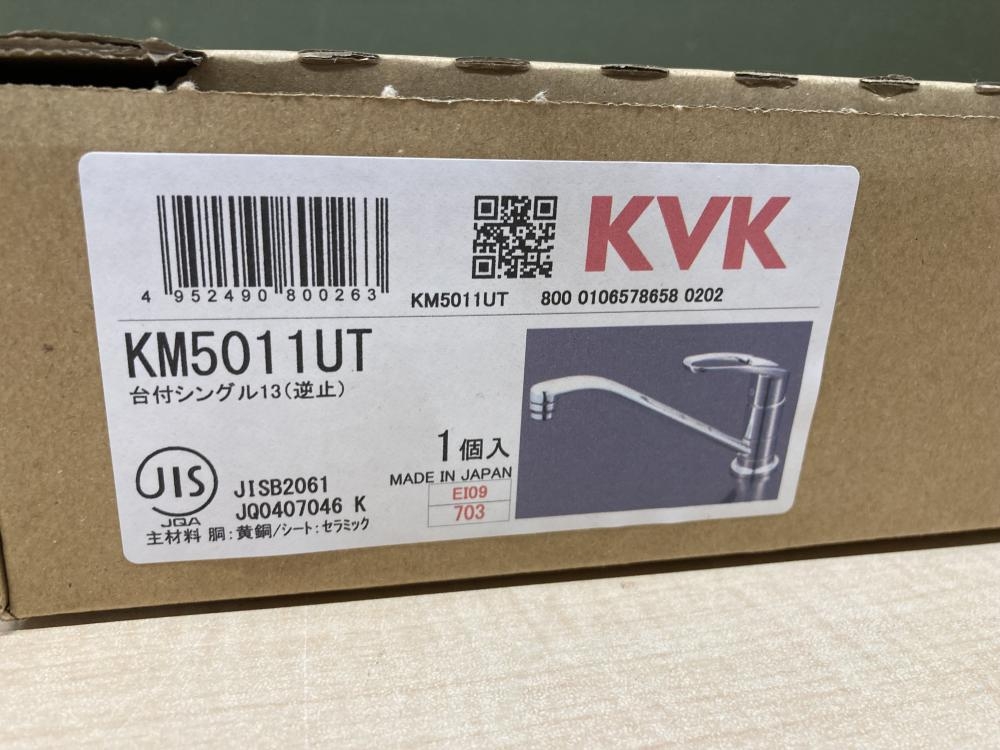 KVK
4 952490 800263
KM5011UT 800 0106578658 0202
KM5011UT
台付シングル13(逆止)
1個入
MADE IN JAPAN
EI09
703
JIS
JQA
JISB2061
JQ0407046 K
主材料 胴:黄銅/シート:セラミック